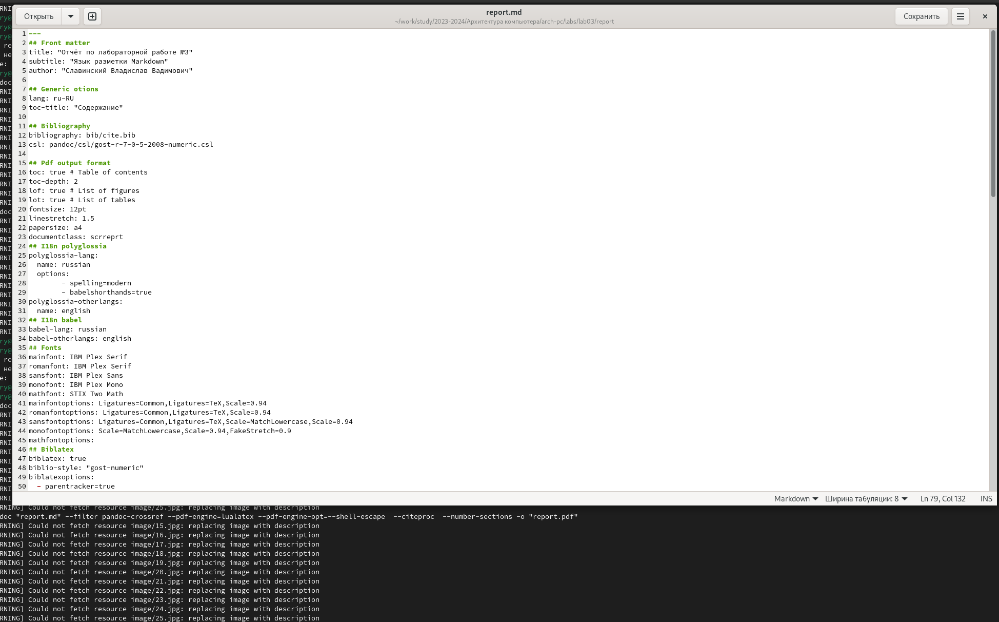 Открыть
report.md
~/work/study/2023-2024/Архитектура компьютера/arch-pc/labs/lab03/report
Сохранить
1 ---
2 ## Front matter
3 title: "Отчёт по лабораторной работе №3"
4 subtitle: "Язык разметки Markdown"
5 author: "Славинский Владислав Вадимович"
6
7 ## Generic otions
8 lang: ru-RU
9 toc-title: "Содержание"
10
11 ## Bibliography
12 bibliography: bib/cite.bib
13 csl: pandoc/csl/gost-r-7-0-5-2008-numeric.csl
14
15 ## Pdf output format
16 toc: true # Table of contents
17 toc-depth: 2
18 lof: true # List of figures
19 lot: true # List of tables
20 fontsize: 12pt
21 linestretch: 1.5
22 papersize: a4
23 documentclass: scrreprt
24 ## I18n polyglossia
25 polyglossia-lang:
26   name: russian
27   options:
28         - spelling=modern
29         - babelshorthands=true
30 polyglossia-otherlangs:
31   name: english
32 ## I18n babel
33 babel-lang: russian
34 babel-otherlangs: english
35 ## Fonts
36 mainfont: IBM Plex Serif
37 romanfont: IBM Plex Serif
38 sansfont: IBM Plex Sans
39 monofont: IBM Plex Mono
40 mathfont: STIX Two Math
41 mainfontoptions: Ligatures=Common,Ligatures=TeX,Scale=0.94
42 romanfontoptions: Ligatures=Common,Ligatures=TeX,Scale=0.94
43 sansfontoptions: Ligatures=Common,Ligatures=TeX,Scale=MatchLowercase,Scale=0.94
44 monofontoptions: Scale=MatchLowercase,Scale=0.94,FakeStretch=0.9
45 mathfontoptions:
46 ## Biblatex
47 biblatex: true
48 biblio-style: "gost-numeric"
49 biblatexoptions:
50   - parentracker=true
Markdown Ширина табуляции: 8 Ln 79, Col 132 INS
RNING] Could not fetch resource image/25.jpg: replacing image with description
doc "report.md" --filter pandoc-crossref --pdf-engine=lualatex --pdf-engine-opt=--shell-escape  --citeproc  --number-sections -o "report.pdf"
RNING] Could not fetch resource image/15.jpg: replacing image with description
RNING] Could not fetch resource image/16.jpg: replacing image with description
RNING] Could not fetch resource image/17.jpg: replacing image with description
RNING] Could not fetch resource image/18.jpg: replacing image with description
RNING] Could not fetch resource image/19.jpg: replacing image with description
RNING] Could not fetch resource image/20.jpg: replacing image with description
RNING] Could not fetch resource image/21.jpg: replacing image with description
RNING] Could not fetch resource image/22.jpg: replacing image with description
RNING] Could not fetch resource image/23.jpg: replacing image with description
RNING] Could not fetch resource image/24.jpg: replacing image with description
RNING] Could not fetch resource image/25.jpg: replacing image with description